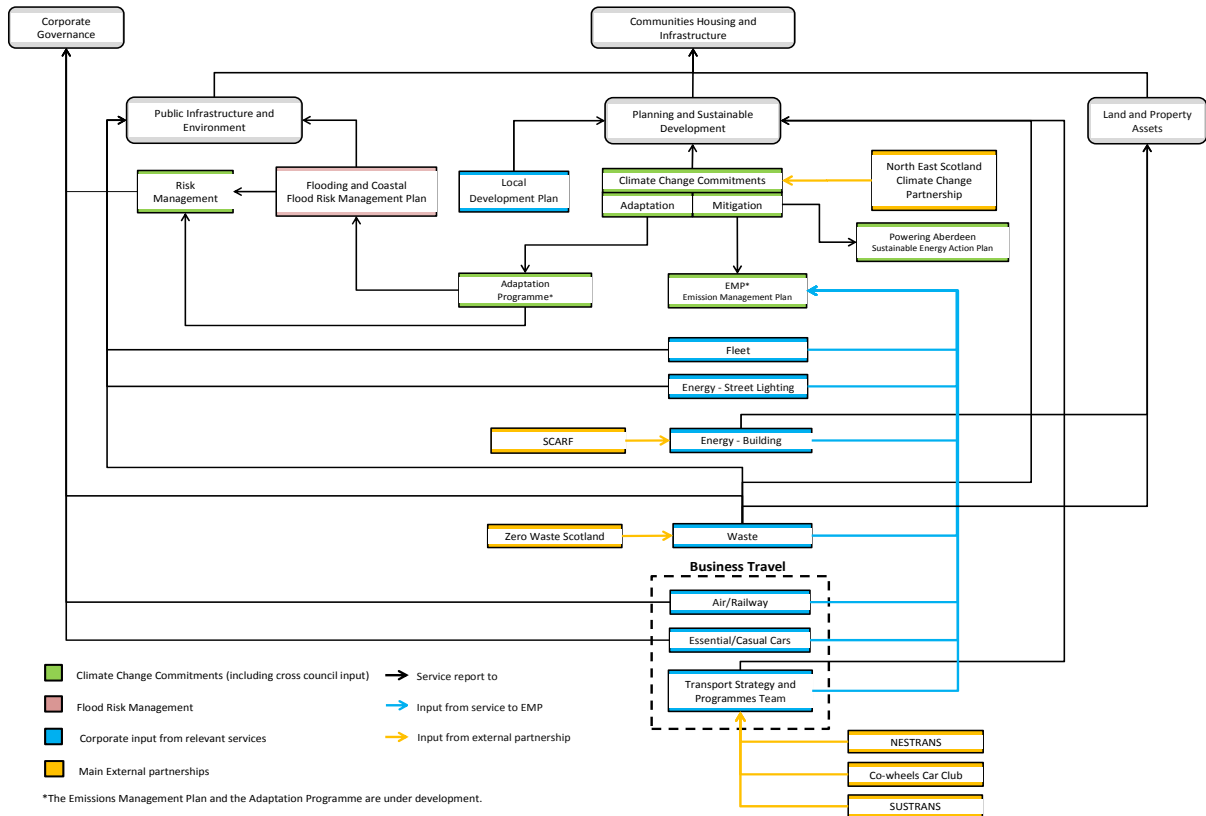 Corporate
Governance
Communities Housing and
Infrastructure
Public Infrastructure and
Environment
Planning and Sustainable
Development
Land and Property
Assets
Risk
Management
Flooding and Coastal
Flood Risk Management Plan
Local
Development Plan
Climate Change Commitments
Adaptation
Mitigation
North East Scotland
Climate Change
Partnership
Powering Aberdeen
Sustainable Energy Action Plan
Adaptation
Programme*
EMP*
Emission Management Plan
Fleet
Energy - Street Lighting
SCARF
Energy - Building
Zero Waste Scotland
Waste
Business Travel
Air/Railway
Essential/Casual Cars
Transport Strategy and
Programmes Team
NESTRANS
Co-wheels Car Club
SUSTRANS
Climate Change Commitments (including cross council input)
Service report to
Flood Risk Management
Input from service to EMP
Corporate input from relevant services
Input from external partnership
Main External partnerships
*The Emissions Management Plan and the Adaptation Programme are under development.